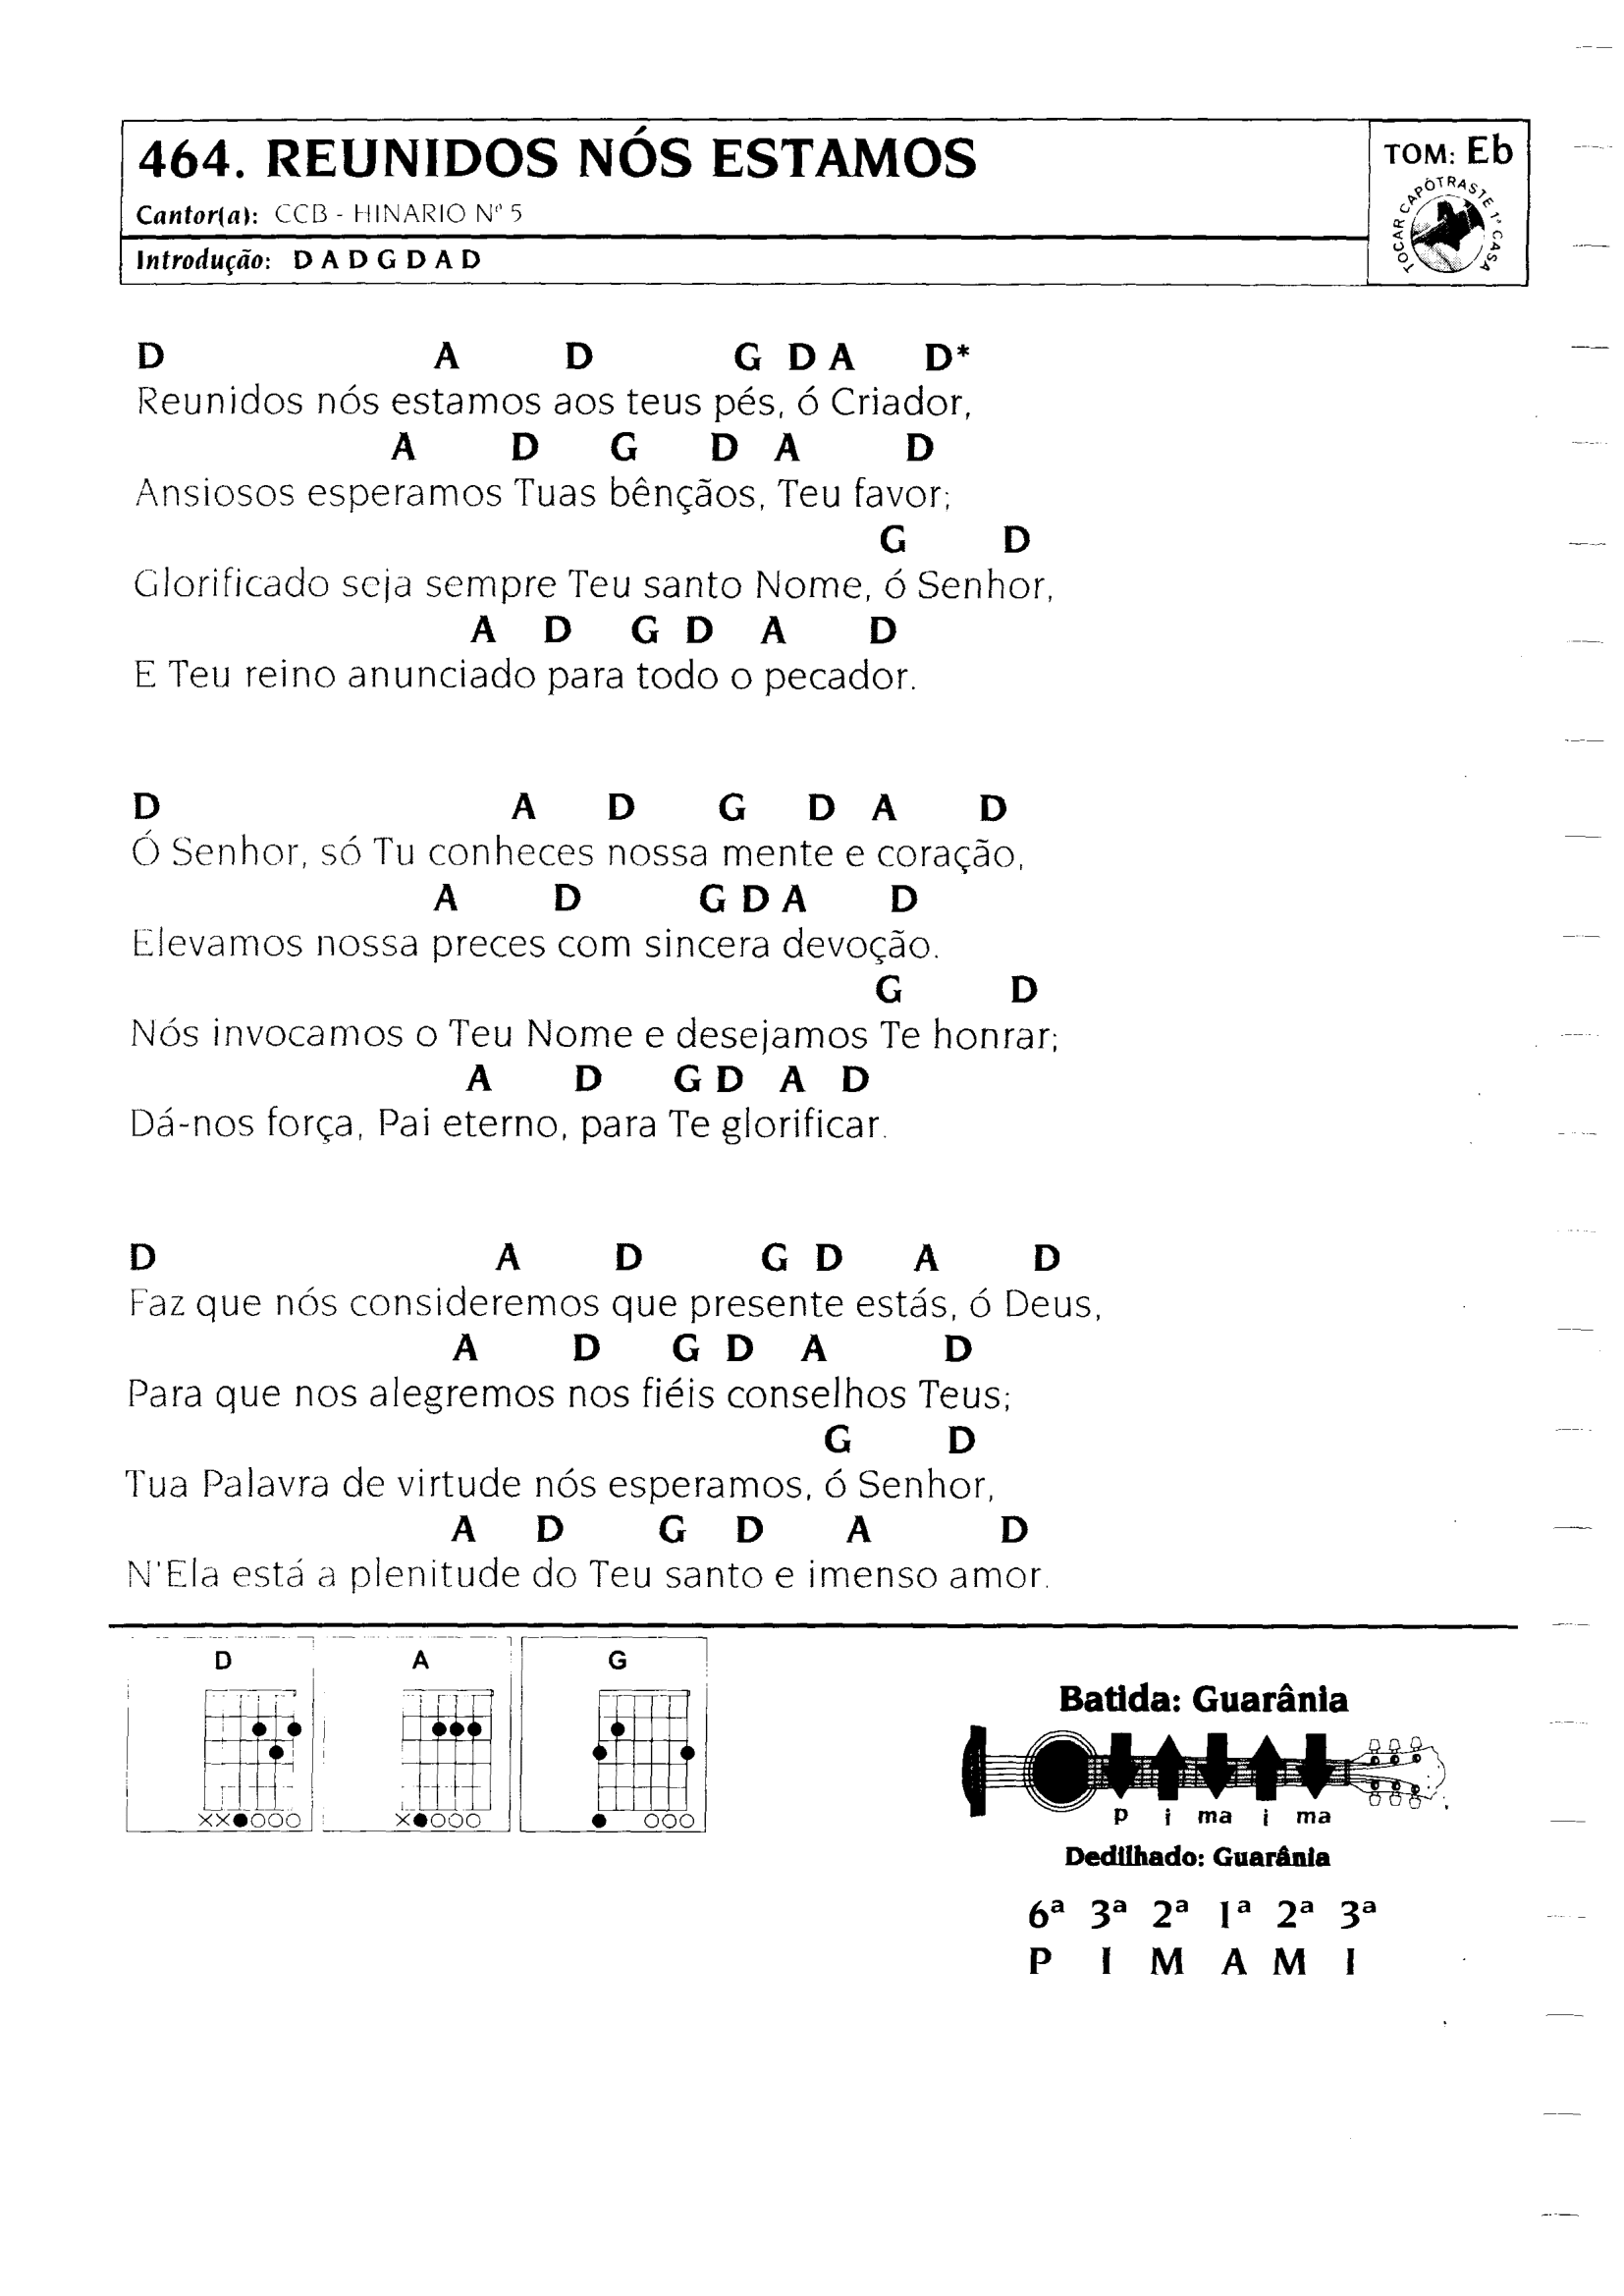 464. REUNIDOS NÓS ESTAMOS
Cantor(a): CCB - HINARIO Nº 5
Introdução: D A D G D A D
TOM: Eb
TOCAR CAPOTRASTE 1ª CASA
D A D G D A D*
Reunidos nós estamos aos teus pés, ó Criador,
A D G D A D
Ansiosos esperamos Tuas bênçãos, Teu favor;
G D
Glorificado seja sempre Teu santo Nome, ó Senhor,
A D G D A D
E Teu reino anunciado para todo o pecador.
D A D G D A D
Ó Senhor, só Tu conheces nossa mente e coração,
A D G D A D
Elevamos nossa preces com sincera devoção.
G D
Nós invocamos o Teu Nome e desejamos Te honrar;
A D G D A D
Dá-nos força, Pai eterno, para Te glorificar.
D A D G D A D
Faz que nós consideremos que presente estás, ó Deus,
A D G D A D
Para que nos alegremos nos fiéis conselhos Teus;
G D
Tua Palavra de virtude nós esperamos, ó Senhor,
A D G D A D
N'Ela está a plenitude do Teu santo e imenso amor.
D A G
Batida: Guarânia
p i ma i ma
Dedilhado: Guarânia
6ª 3ª 2ª 1ª 2ª 3ª
P I M A M I